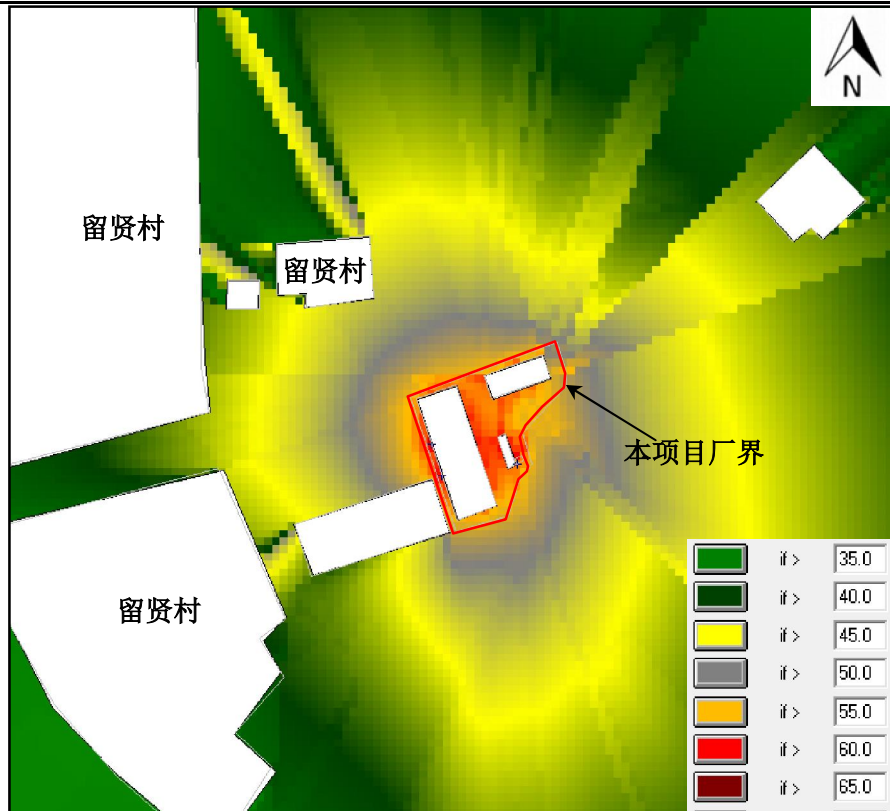 N
留贤村
留贤村
本项目厂界
留贤村
if > 35.0
if > 40.0
if > 45.0
if > 50.0
if > 55.0
if > 60.0
if > 65.0